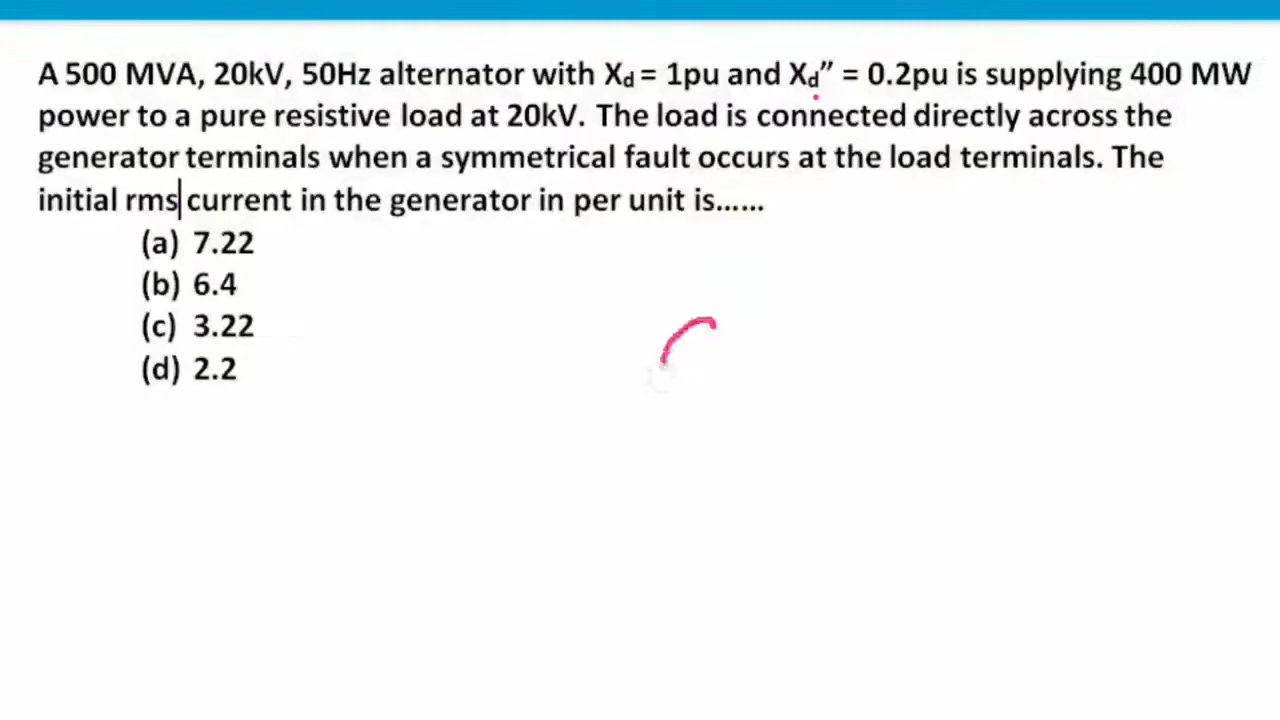 A 500 MVA, 20kV, 50Hz alternator with Xd = 1pu and Xd” = 0.2pu is supplying 400 MW
power to a pure resistive load at 20kV. The load is connected directly across the
generator terminals when a symmetrical fault occurs at the load terminals. The
initial rms current in the generator in per unit is......
(a) 7.22
(b) 6.4
(c) 3.22
(d) 2.2